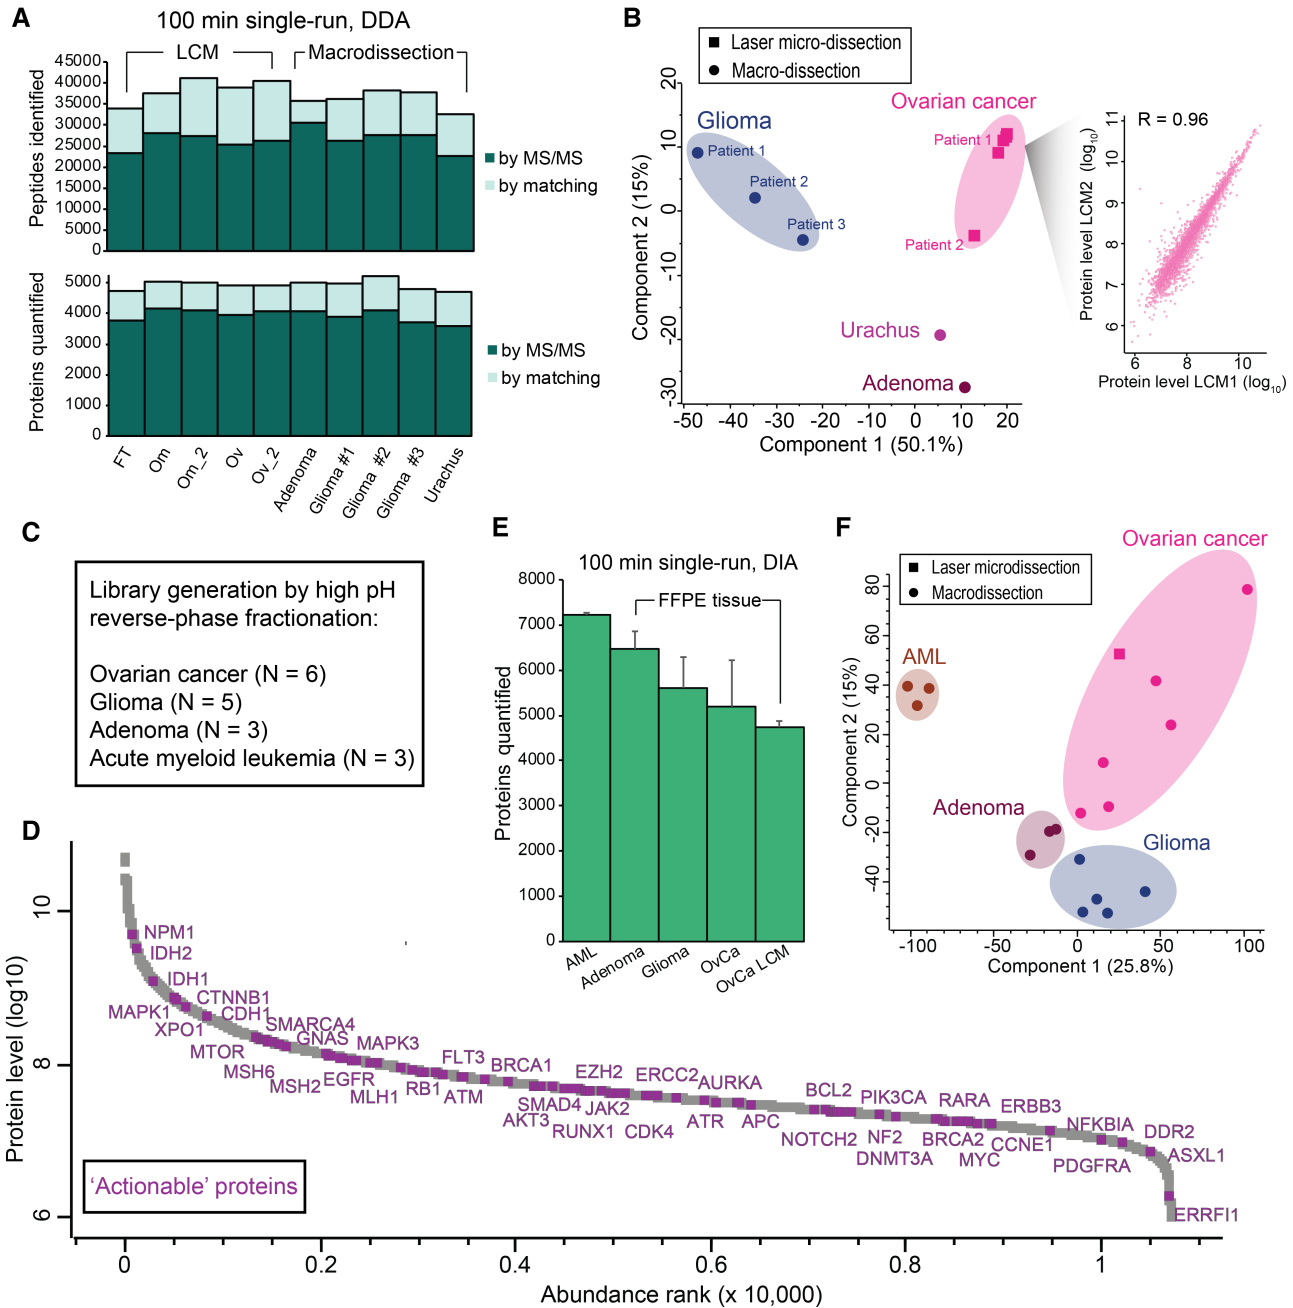 A
100 min single-run, DDA
LCM
Macrodissection
Peptides identified
45000
40000
35000
30000
25000
20000
15000
10000
5000
0
by MS/MS
by matching
Proteins quantified
5000
4000
3000
2000
1000
0
by MS/MS
by matching
FT
Om
Om_2
Ov
Ov_2
Adenoma
Glioma #1
Glioma #2
Glioma #3
Urachus
B
Laser micro-dissection
Macro-dissection
Component 2 (15%)
20
10
0
-10
-20
-30
Glioma
Patient 1
Patient 2
Patient 3
Ovarian cancer
Patient 1
Patient 2
Urachus
Adenoma
-50 -40 -30 -20 -10 0 10 20
Component 1 (50.1%)
R = 0.96
Protein level LCM2 (log10)
11
10
9
8
7
6
6 8 10
Protein level LCM1 (log10)
C
Library generation by high pH
reverse-phase fractionation:
Ovarian cancer (N = 6)
Glioma (N = 5)
Adenoma (N = 3)
Acute myeloid leukemia (N = 3)
E
100 min single-run, DIA
FFPE tissue
Proteins quantified
8000
7000
6000
5000
4000
3000
2000
1000
0
AML
Adenoma
Glioma
OvCa
OvCa LCM
F
Ovarian cancer
Laser microdissection
Macrodissection
AML
Adenoma
Glioma
Component 2 (15%)
80
60
40
20
0
-20
-40
-100 -50 0 50 100
Component 1 (25.8%)
D
Protein level (log10)
10
8
6
NPM1
IDH2
IDH1
MAPK1
CTNNB1
XPO1
CDH1
MTOR
SMARCA4
GNAS
MSH6
MSH2
MAPK3
EGFR
MLH1
RB1
FLT3
ATM
BRCA1
AKT3
SMAD4
RUNX1
EZH2
JAK2
CDK4
ERCC2
AURKA
ATR
APC
BCL2
NOTCH2
PIK3CA
NF2
DNMT3A
RARA
BRCA2
MYC
ERBB3
CCNE1
NFKBIA
PDGFRA
DDR2
ASXL1
ERRFI1
‘Actionable’ proteins
0 0.2 0.4 0.6 0.8 1
Abundance rank (x 10,000)